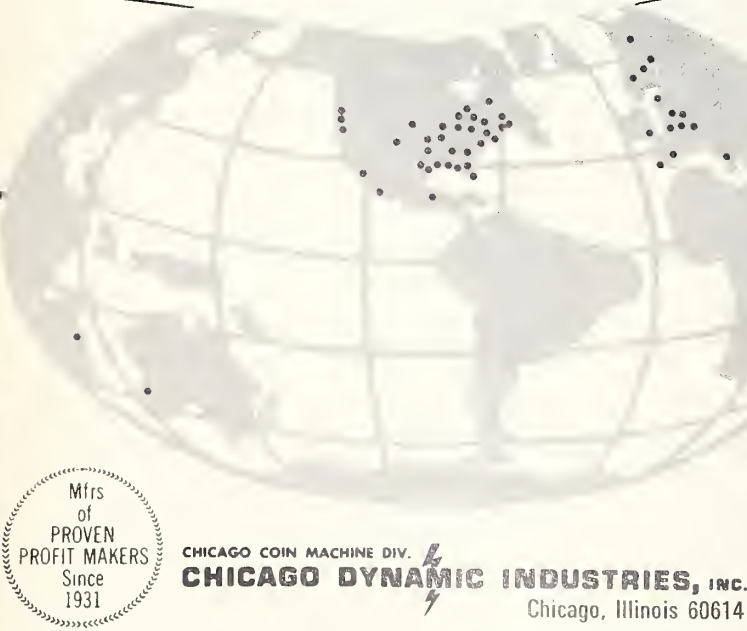 Mfrs
of
PROVEN
PROFIT MAKERS
Since
1931
CHICAGO COIN MACHINE DIV.
CHICAGO DYNAMIC INDUSTRIES, INC.
Chicago, Illinois 60614